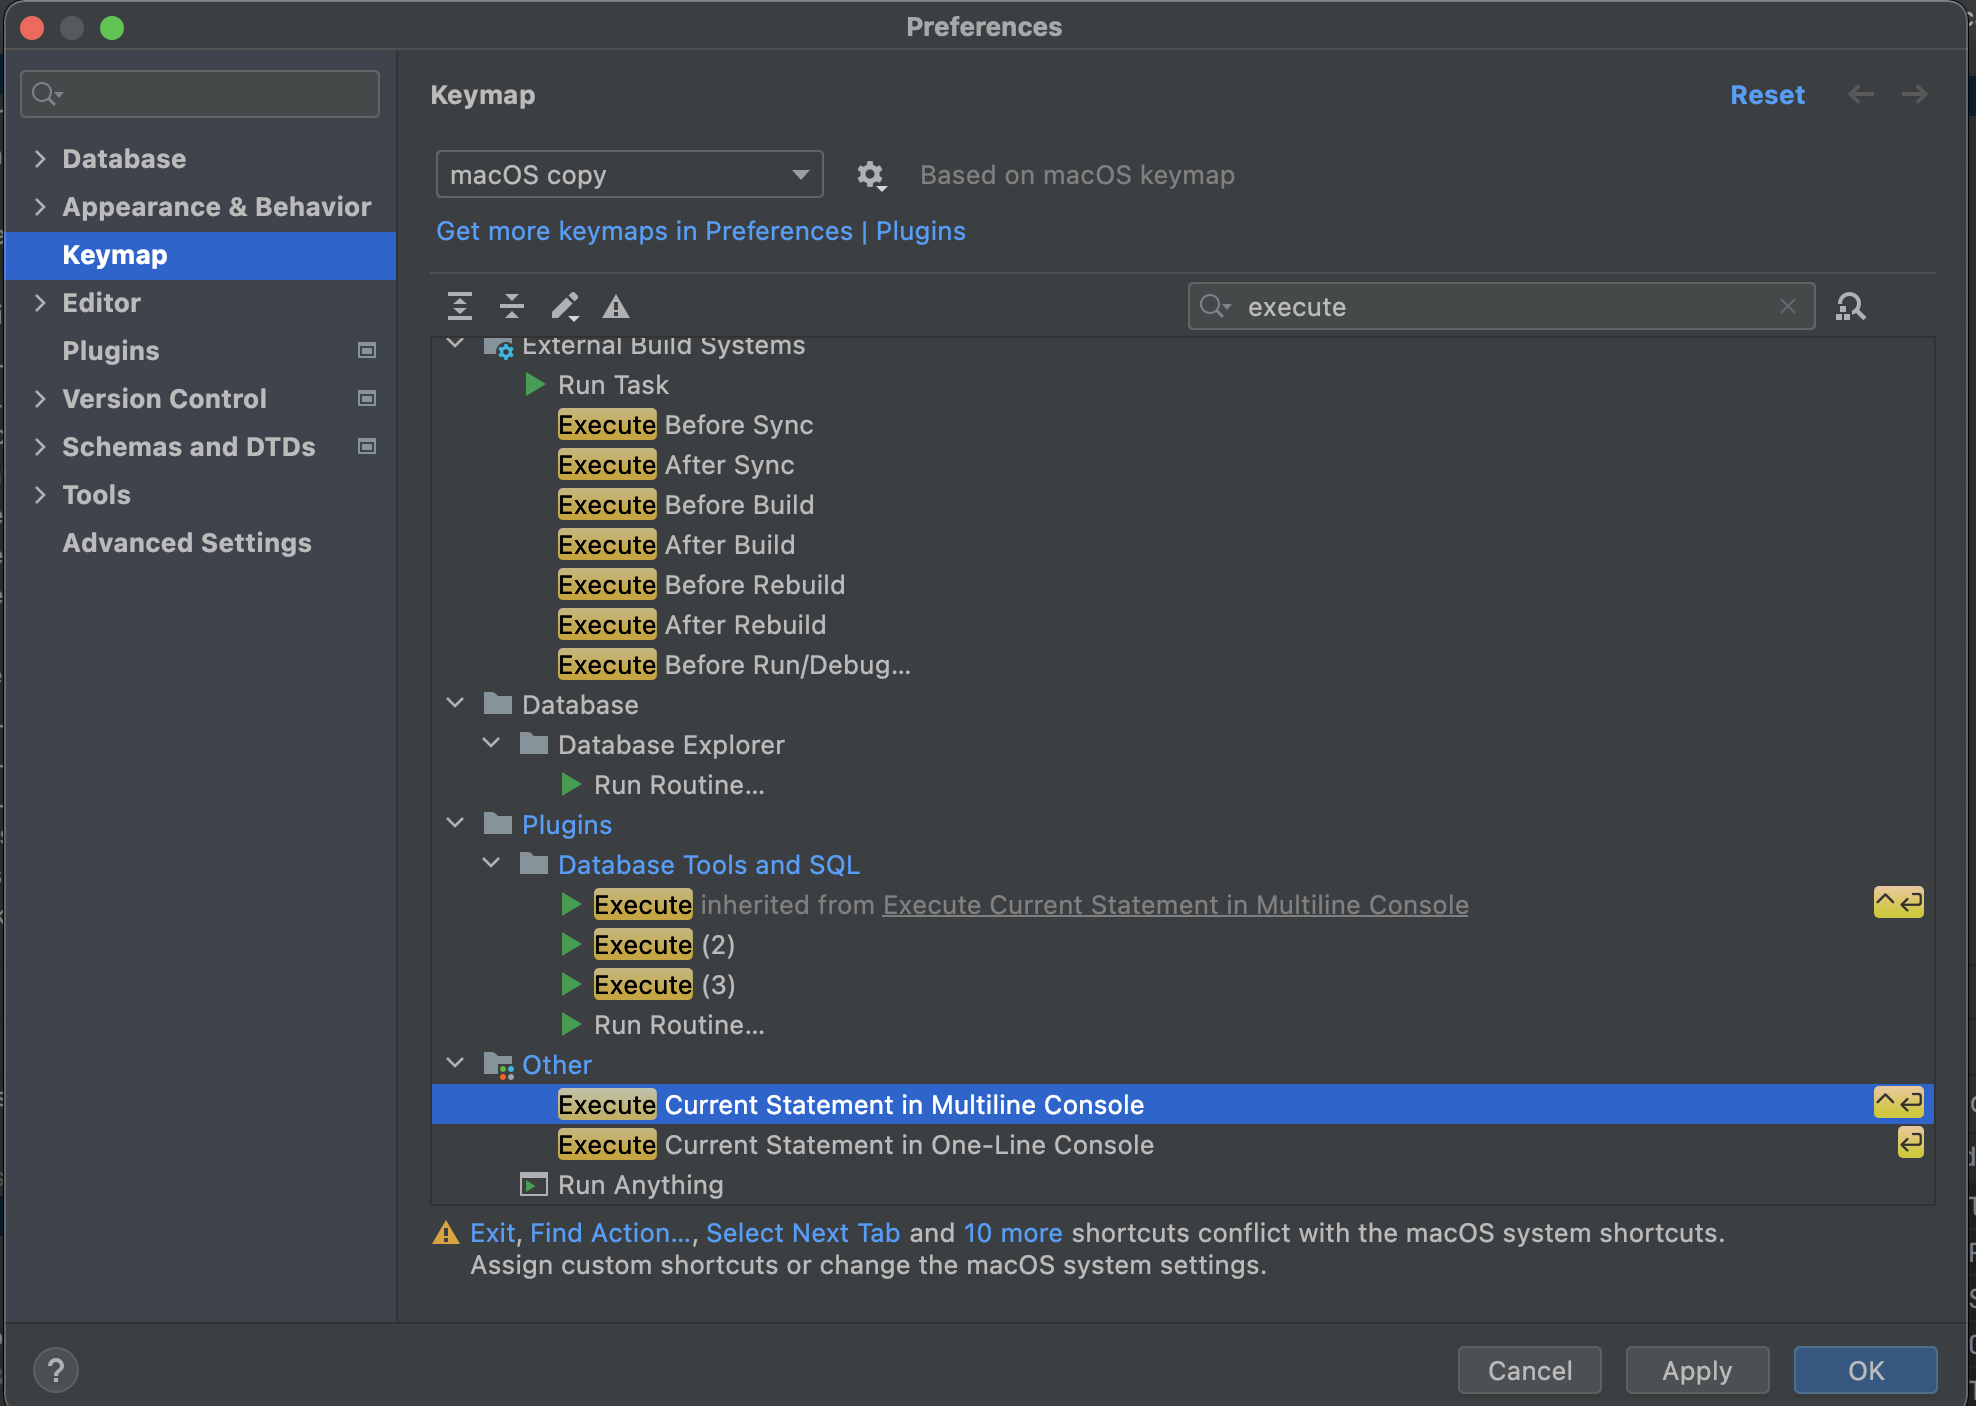 Preferences
Keymap
Reset
Database
Appearance & Behavior
Keymap
Editor
Plugins
Version Control
Schemas and DTDs
Tools
Advanced Settings
macOS copy
Based on macOS keymap
Get more keymaps in Preferences | Plugins
execute
External Build Systems
Run Task
Execute Before Sync
Execute After Sync
Execute Before Build
Execute After Build
Execute Before Rebuild
Execute After Rebuild
Execute Before Run/Debug...
Database
Database Explorer
Run Routine...
Plugins
Database Tools and SQL
Execute inherited from Execute Current Statement in Multiline Console ^↩
Execute (2)
Execute (3)
Run Routine...
Other
Execute Current Statement in Multiline Console ^↩
Execute Current Statement in One-Line Console ↩
Run Anything
Exit, Find Action..., Select Next Tab and 10 more shortcuts conflict with the macOS system shortcuts.
Assign custom shortcuts or change the macOS system settings.
?
Cancel
Apply
OK